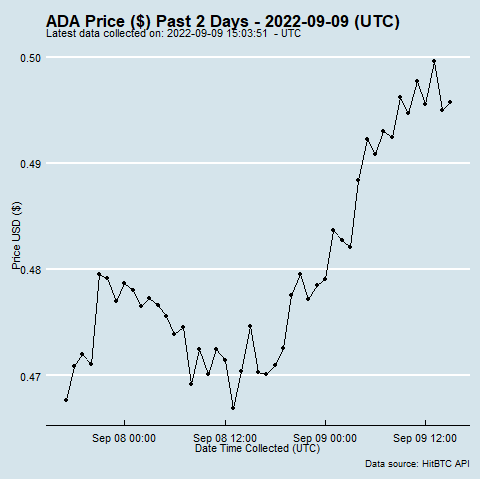 ADA Price ($) Past 2 Days - 2022-09-09 (UTC)
Latest data collected on: 2022-09-09 15:03:51 - UTC
0.50
0.49
0.48
0.47
Price USD ($)
Sep 08 00:00 Sep 08 12:00 Sep 09 00:00 Sep 09 12:00
Date Time Collected (UTC)
Data source: HitBTC API